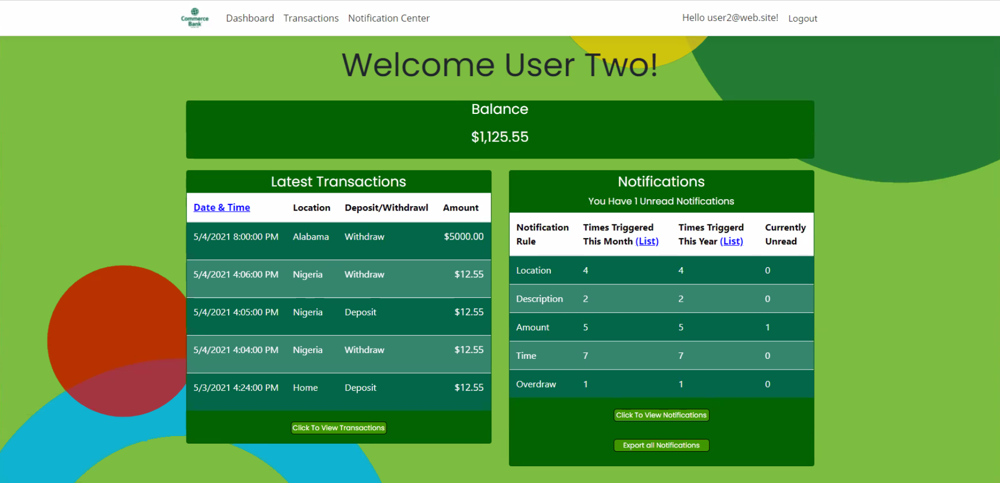 Commerce
Bank
Dashboard Transactions Notification Center Hello user2@web.site! Logout
Welcome User Two!
Balance
$1,125.55
Latest Transactions
Date & Time Location Deposit/Withdrawl Amount
5/4/2021 8:00:00 PM Alabama Withdraw $5000.00
5/4/2021 4:06:00 PM Nigeria Withdraw $12.55
5/4/2021 4:05:00 PM Nigeria Deposit $12.55
5/4/2021 4:04:00 PM Nigeria Withdraw $12.55
5/3/2021 4:24:00 PM Home Deposit $12.55
Click To View Transactions
Notifications
You Have 1 Unread Notifications
Notification Times Triggered Times Triggerd Currently
Rule This Month (List) This Year (List) Unread
Location 4 4 0
Description 2 2 0
Amount 5 5 1
Time 7 7 0
Overdraw 1 1 0
Click To View Notifications
Export all Notifications